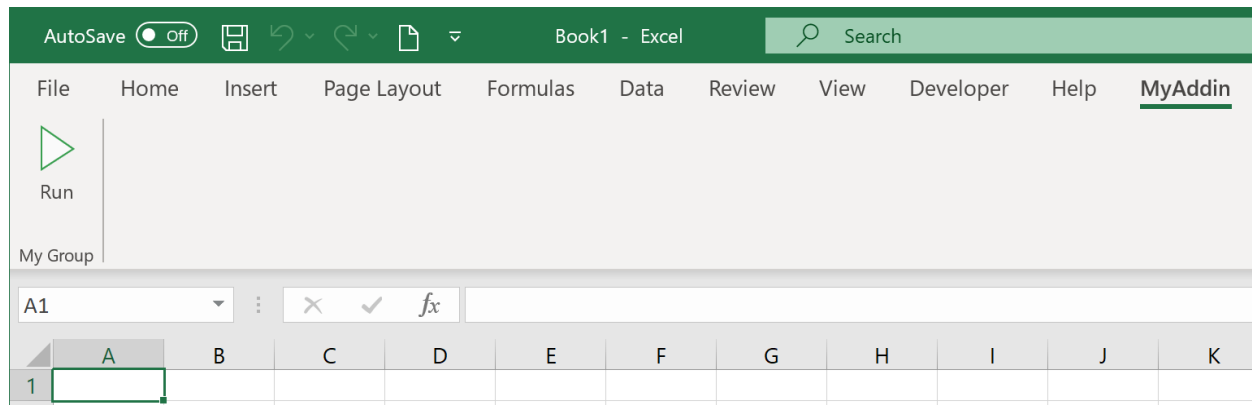 AutoSave Off Book1 - Excel Search
File Home Insert Page Layout Formulas Data Review View Developer Help MyAddin
Run
My Group
A1 fx
A B C D E F G H I J K
1